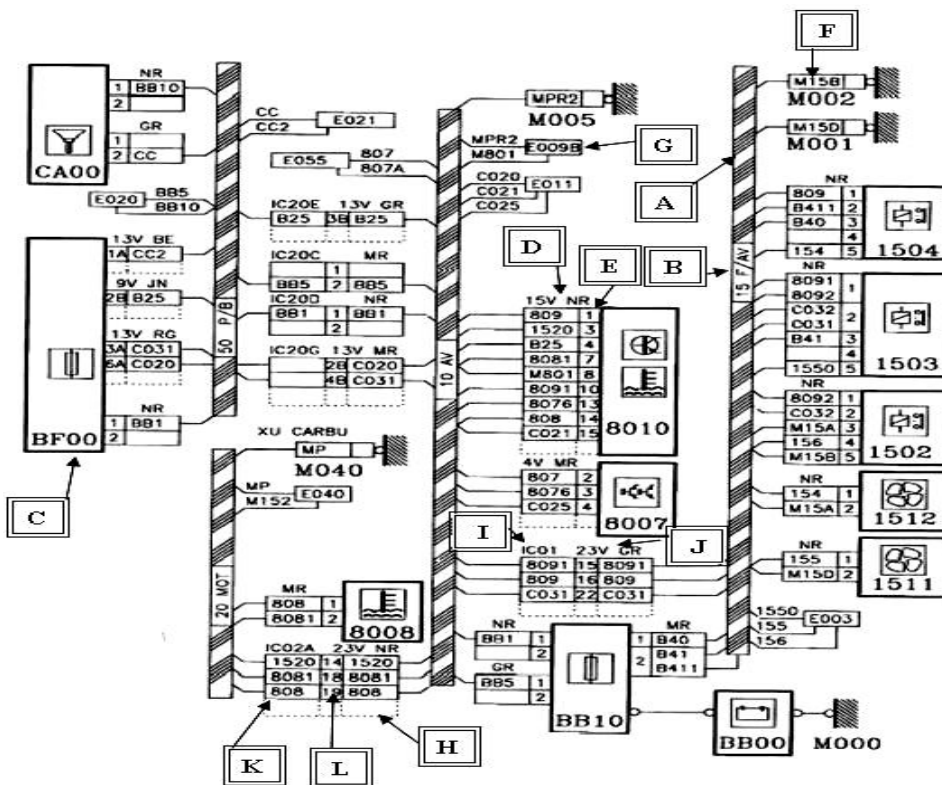 F
NR
1 BB10
2
GR
1
2 CC
CA00
CC
CC2
E021
E055
807
807A
E020
BB5
BB10
13V BE
1A CC2
9V JN
2B B25
13V RG
3A C031
6A C020
NR
1 BB1
2
BF00
C
50 P/B
IC20E 13V GR
B25 3B B25
IC20C MR
1
BB5 2 BB5
IC20D NR
BB1 1 BB1
2
IC20G 13V MR
2B C020
4B C031
XU CARBU
MP
M040
MP
M152
E040
20 MOT
MR
808 1
8081 2
8008
IC02A 23V NR
1520 14 1520
8081 18 8081
808 19 808
K
L
H
10 AV
MPR2
M005
MPR2
M801
E009B
G
C020
C021
C025
E011
D
E
B
A
15V NR
809 1
1520 3
B25 4
8081 7
M801 8
8091 10
8076 13
808 14
C021 15
8010
4V MR
807 2
8076 3
C025 4
8007
I
J
IC01 23V GR
8091 15 8091
809 16 809
C031 22 C031
NR
BB1 1
2
GR
BB5 1
2
MR
1 B40
B41
2 B411
BB10
BB00
M000
15 F/AV
M15B
M002
M15D
M001
NR
809 1
B411 2
B40 3
4
154 5
1504
NR
8091
8092 1
C032
C031 2
B41 3
4
1550 5
1503
NR
8092 1
C032 2
M15A 3
156 4
M15B 5
1502
NR
154 1
M15A 2
1512
NR
155 1
M15D 2
1511
1550
155
156
E003